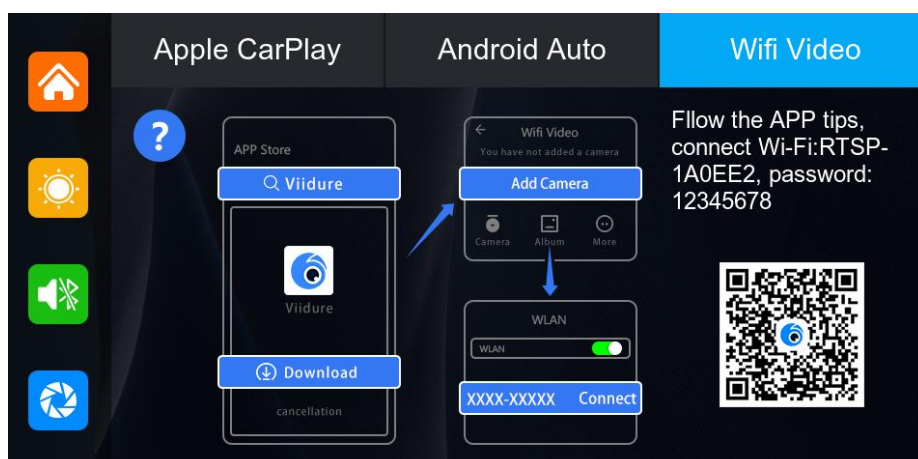 Apple CarPlay
Android Auto
Wifi Video
?
APP Store
Viidure
Viidure
Download
cancellation
Wifi Video
You have not added a camera
Add Camera
Camera
Album
More
WLAN
WLAN
XXXX-XXXXX Connect
Fllow the APP tips,
connect Wi-Fi:RTSP-
1A0EE2, password:
12345678